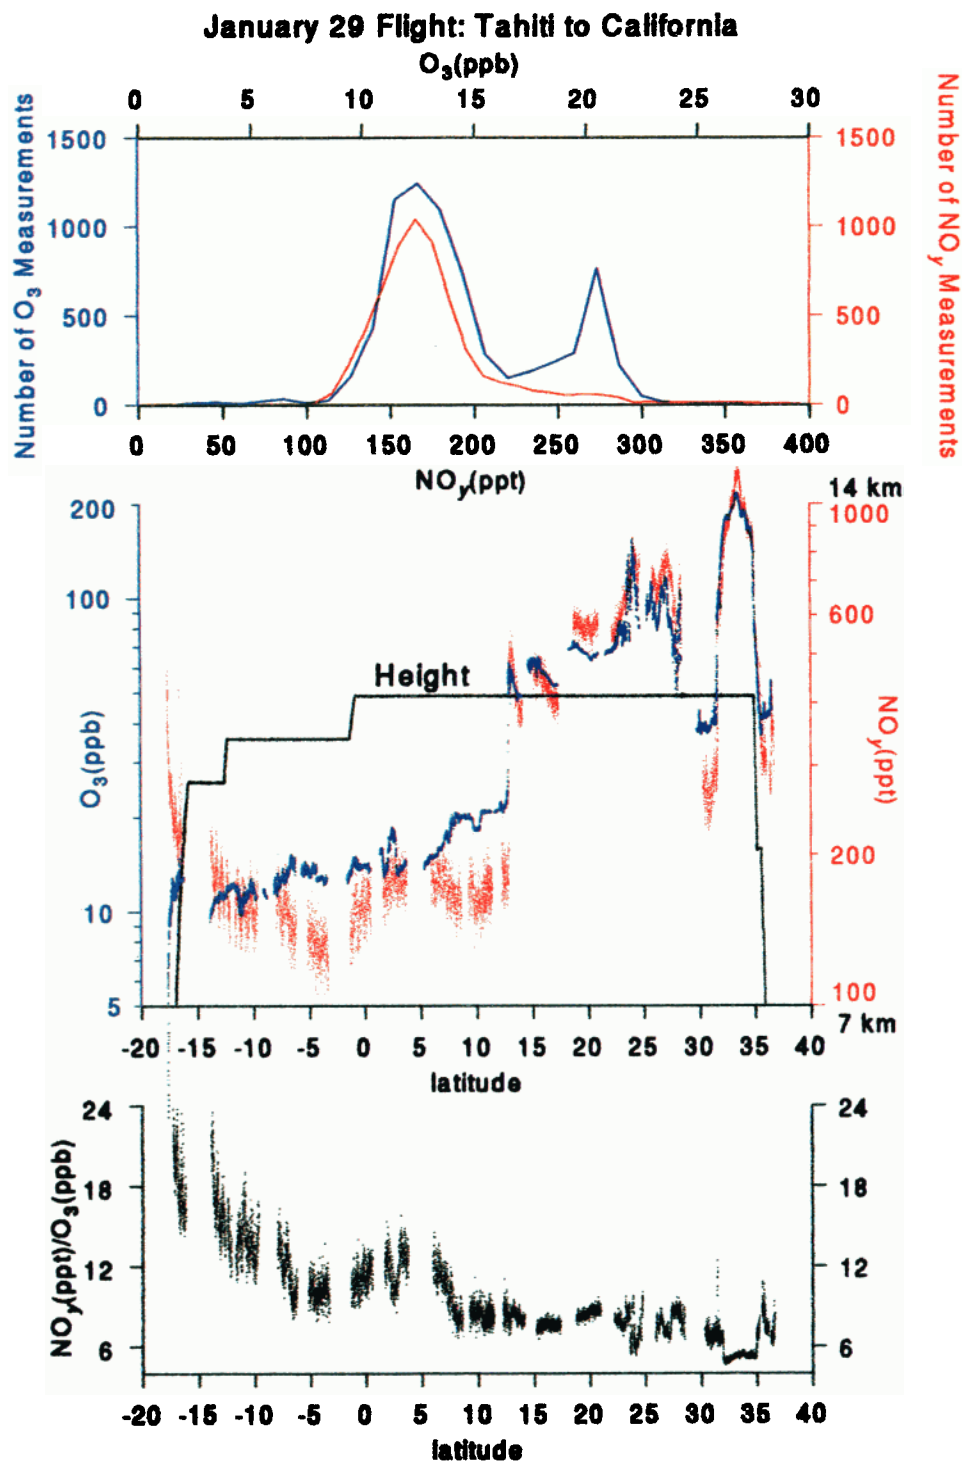 January 29 Flight: Tahiti to California
O3(ppb)
0 5 10 15 20 25 30
Number of O3 Measurements
Number of NOy Measurements
1500 1500
1000 1000
500 500
0 0
0 50 100 150 200 250 300 350 400
NOy(ppt)
14 km
200 1000
100 600
Height
O3(ppb)
NOy(ppt)
200
10
100
5
7 km
-20 -15 -10 -5 0 5 10 15 20 25 30 35 40
latitude
24 24
NOy(ppt)/O3(ppb)
18 18
12 12
6 6
-20 -15 -10 -5 0 5 10 15 20 25 30 35 40
latitude